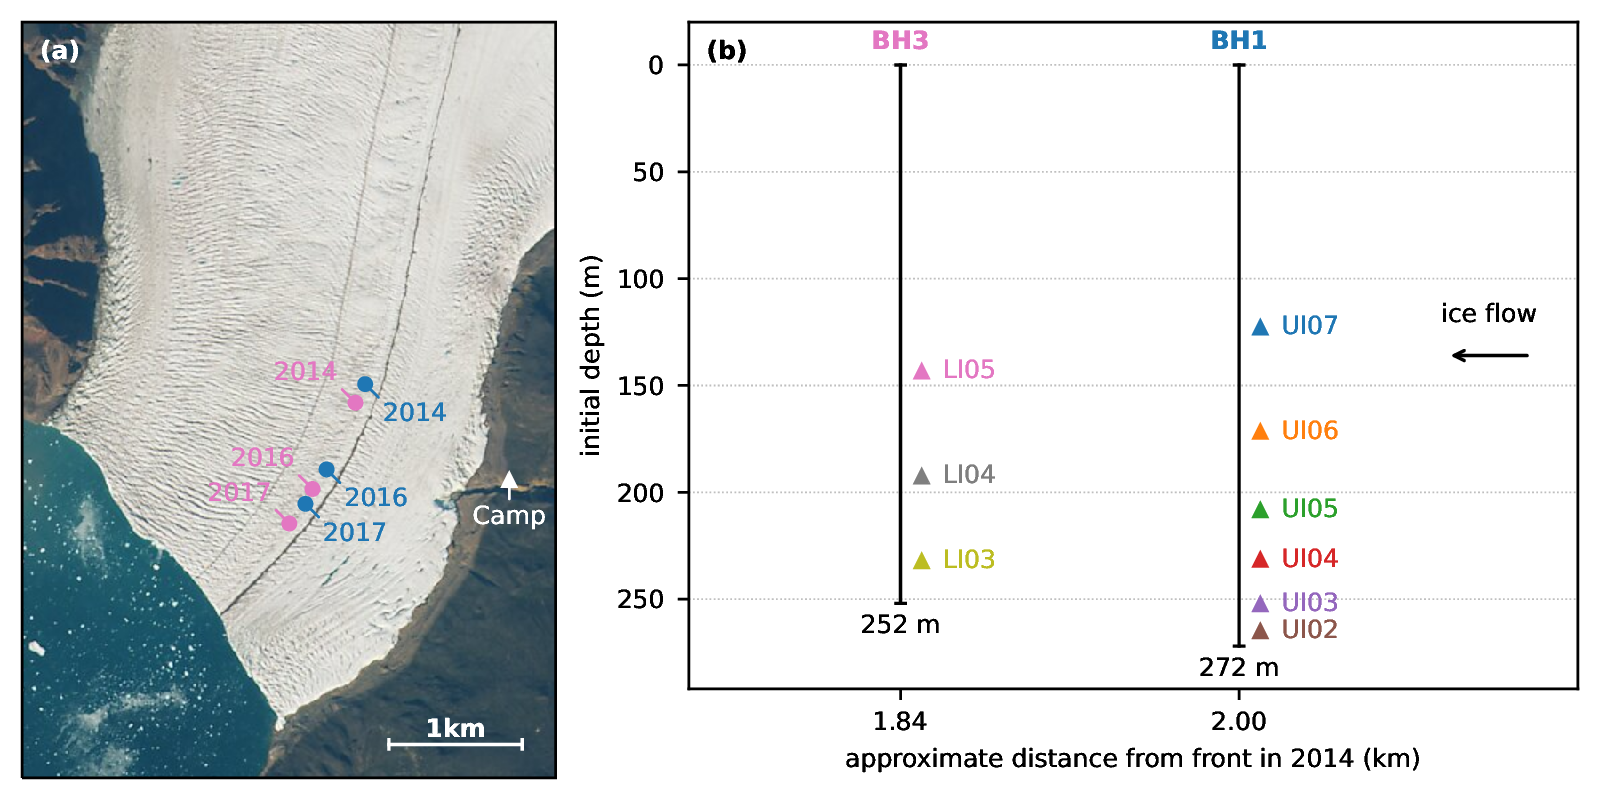 (a)
2014
2014
2016
2017
2016
2017
Camp
1km
(b)
BH3
BH1
0
50
100
150
200
250
initial depth (m)
UI07
UI06
UI05
UI04
UI03
UI02
LI05
LI04
LI03
ice flow
252 m
272 m
1.84
2.00
approximate distance from front in 2014 (km)